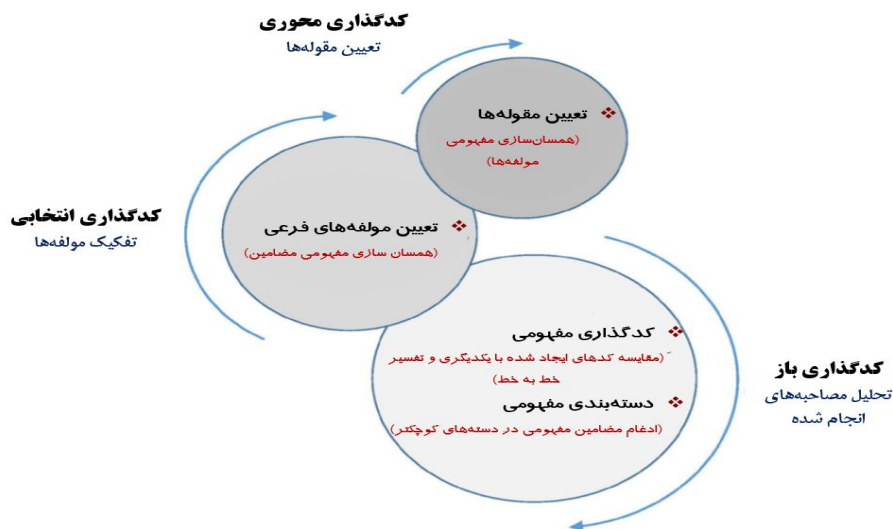 کدگذاری محوری
تعیین مقوله‌ها
تعیین مقوله‌ها
(همسان‌سازی مفهومی
مولفه‌ها)
کدگذاری انتخابی
تفکیک مولفه‌ها
تعیین مولفه‌های فرعی
(همسان سازی مفهومی مضامین)
کدگذاری مفهومی
(مقایسه کدهای ایجاد شده با یکدیگری و تفسیر
خط به خط)
دسته‌بندی مفهومی
(ادغام مضامین مفهومی در دسته‌های کوچکتر)
کدگذاری باز
تحلیل مصاحبه‌های
انجام شده